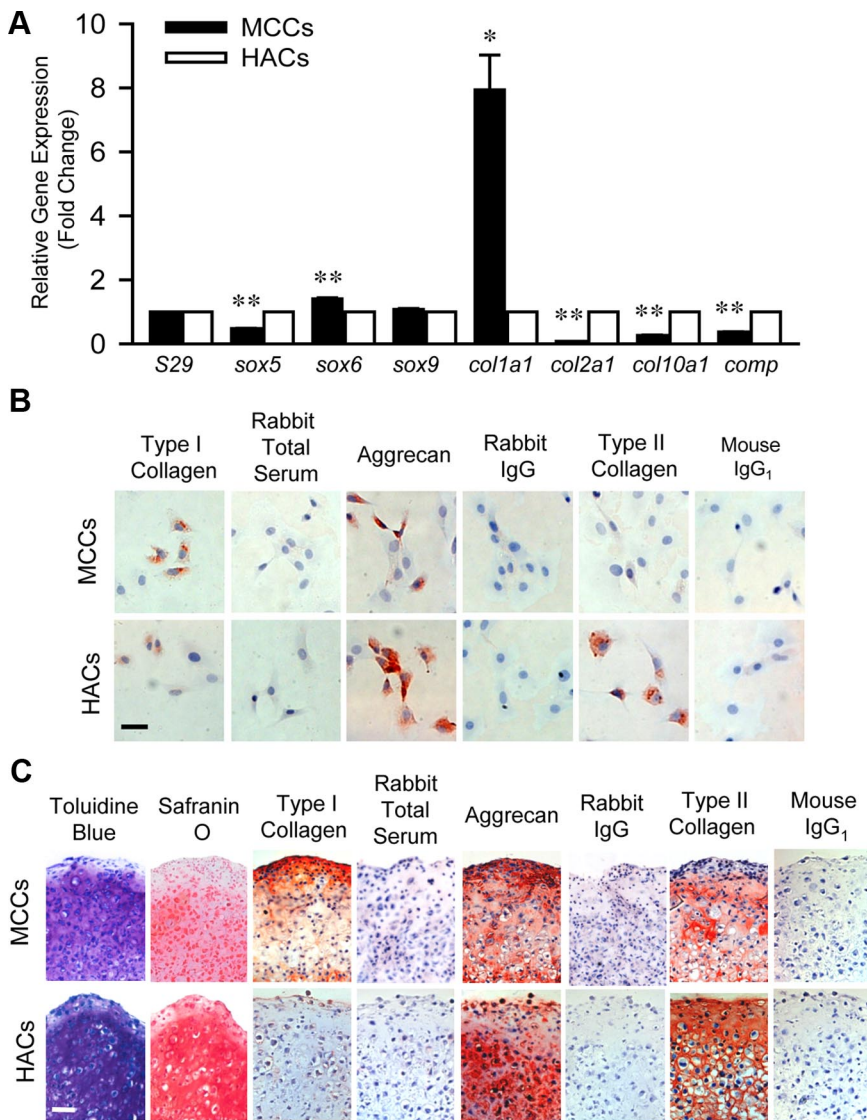 A
10
8
6
4
2
0
Relative Gene Expression
(Fold Change)
MCCs
HACs
*
**
**
**
**
**
S29 sox5 sox6 sox9 col1a1 col2a1 col10a1 comp
B
Type I
Collagen
Rabbit
Total
Serum
Aggrecan
Rabbit
IgG
Type II
Collagen
Mouse
IgG₁
MCCs
HACs
C
Toluidine
Blue
Safranin
O
Type I
Collagen
Rabbit
Total
Serum
Aggrecan
Rabbit
IgG
Type II
Collagen
Mouse
IgG₁
MCCs
HACs